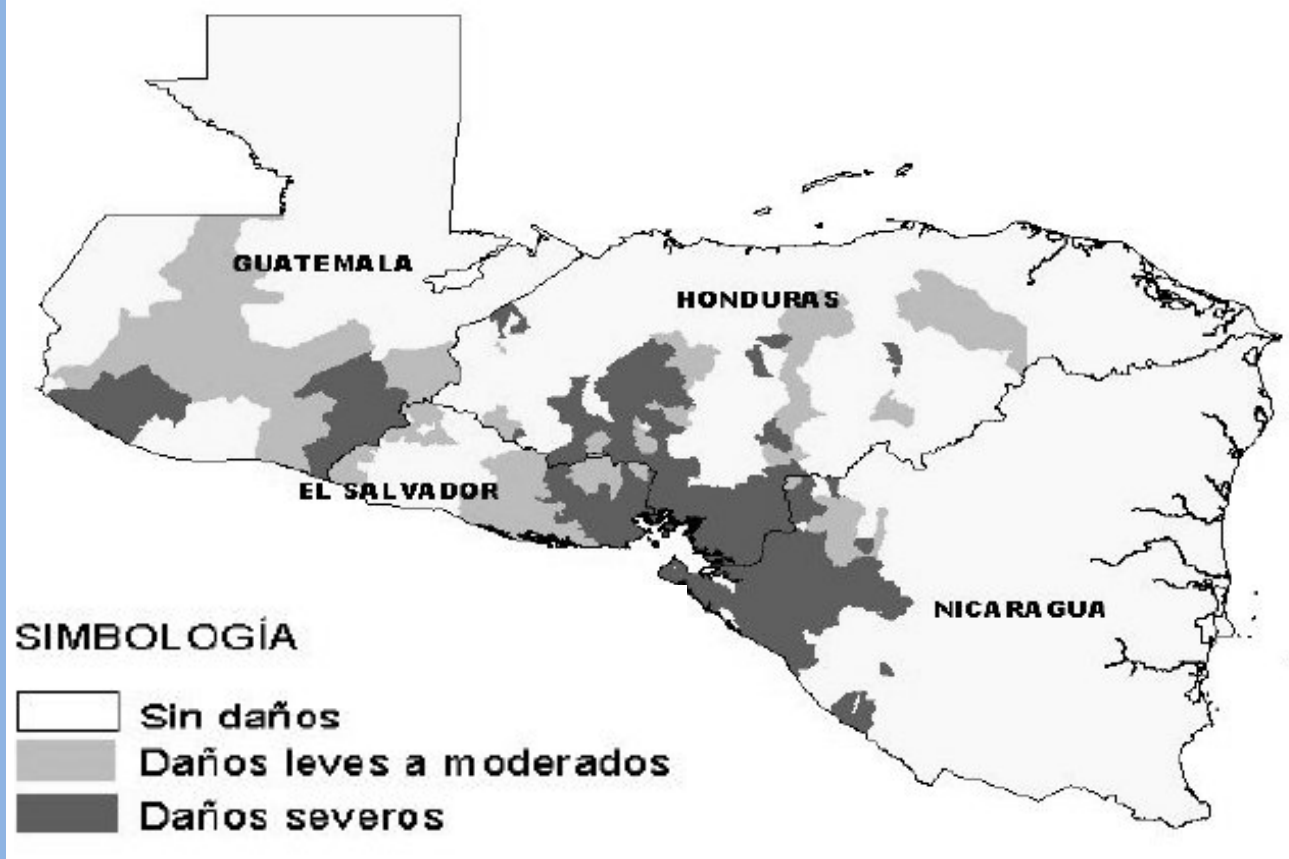 GUATEMALA
HONDURAS
EL SALVADOR
NICARAGUA
SIMBOLOGÍA
Sin daños
Daños leves a moderados
Daños severos